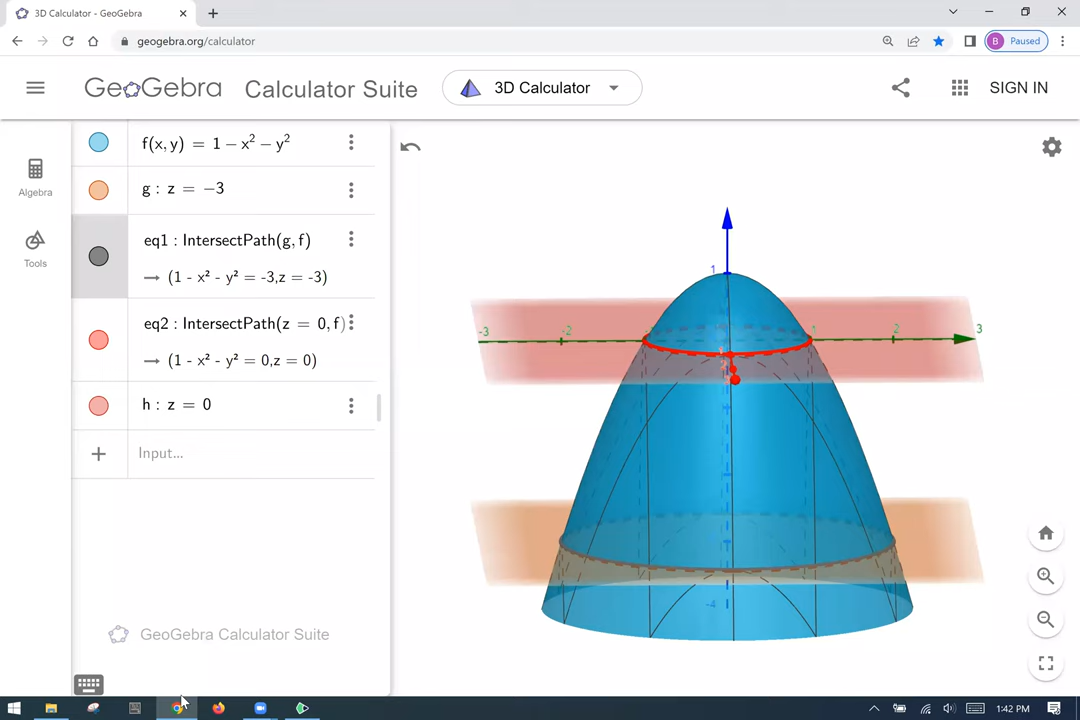 3D Calculator - GeoGebra
geogebra.org/calculator
B Paused
GeoGebra Calculator Suite
3D Calculator
SIGN IN
Algebra
Tools
f(x, y) = 1 − x² − y²
g : z = −3
eq1 : IntersectPath(g, f)
→ (1 - x² - y² = -3,z = -3)
eq2 : IntersectPath(z = 0, f)
→ (1 - x² - y² = 0,z = 0)
h : z = 0
+ Input...
GeoGebra Calculator Suite
1
-3 -2 1 2 3
-4
1:42 PM